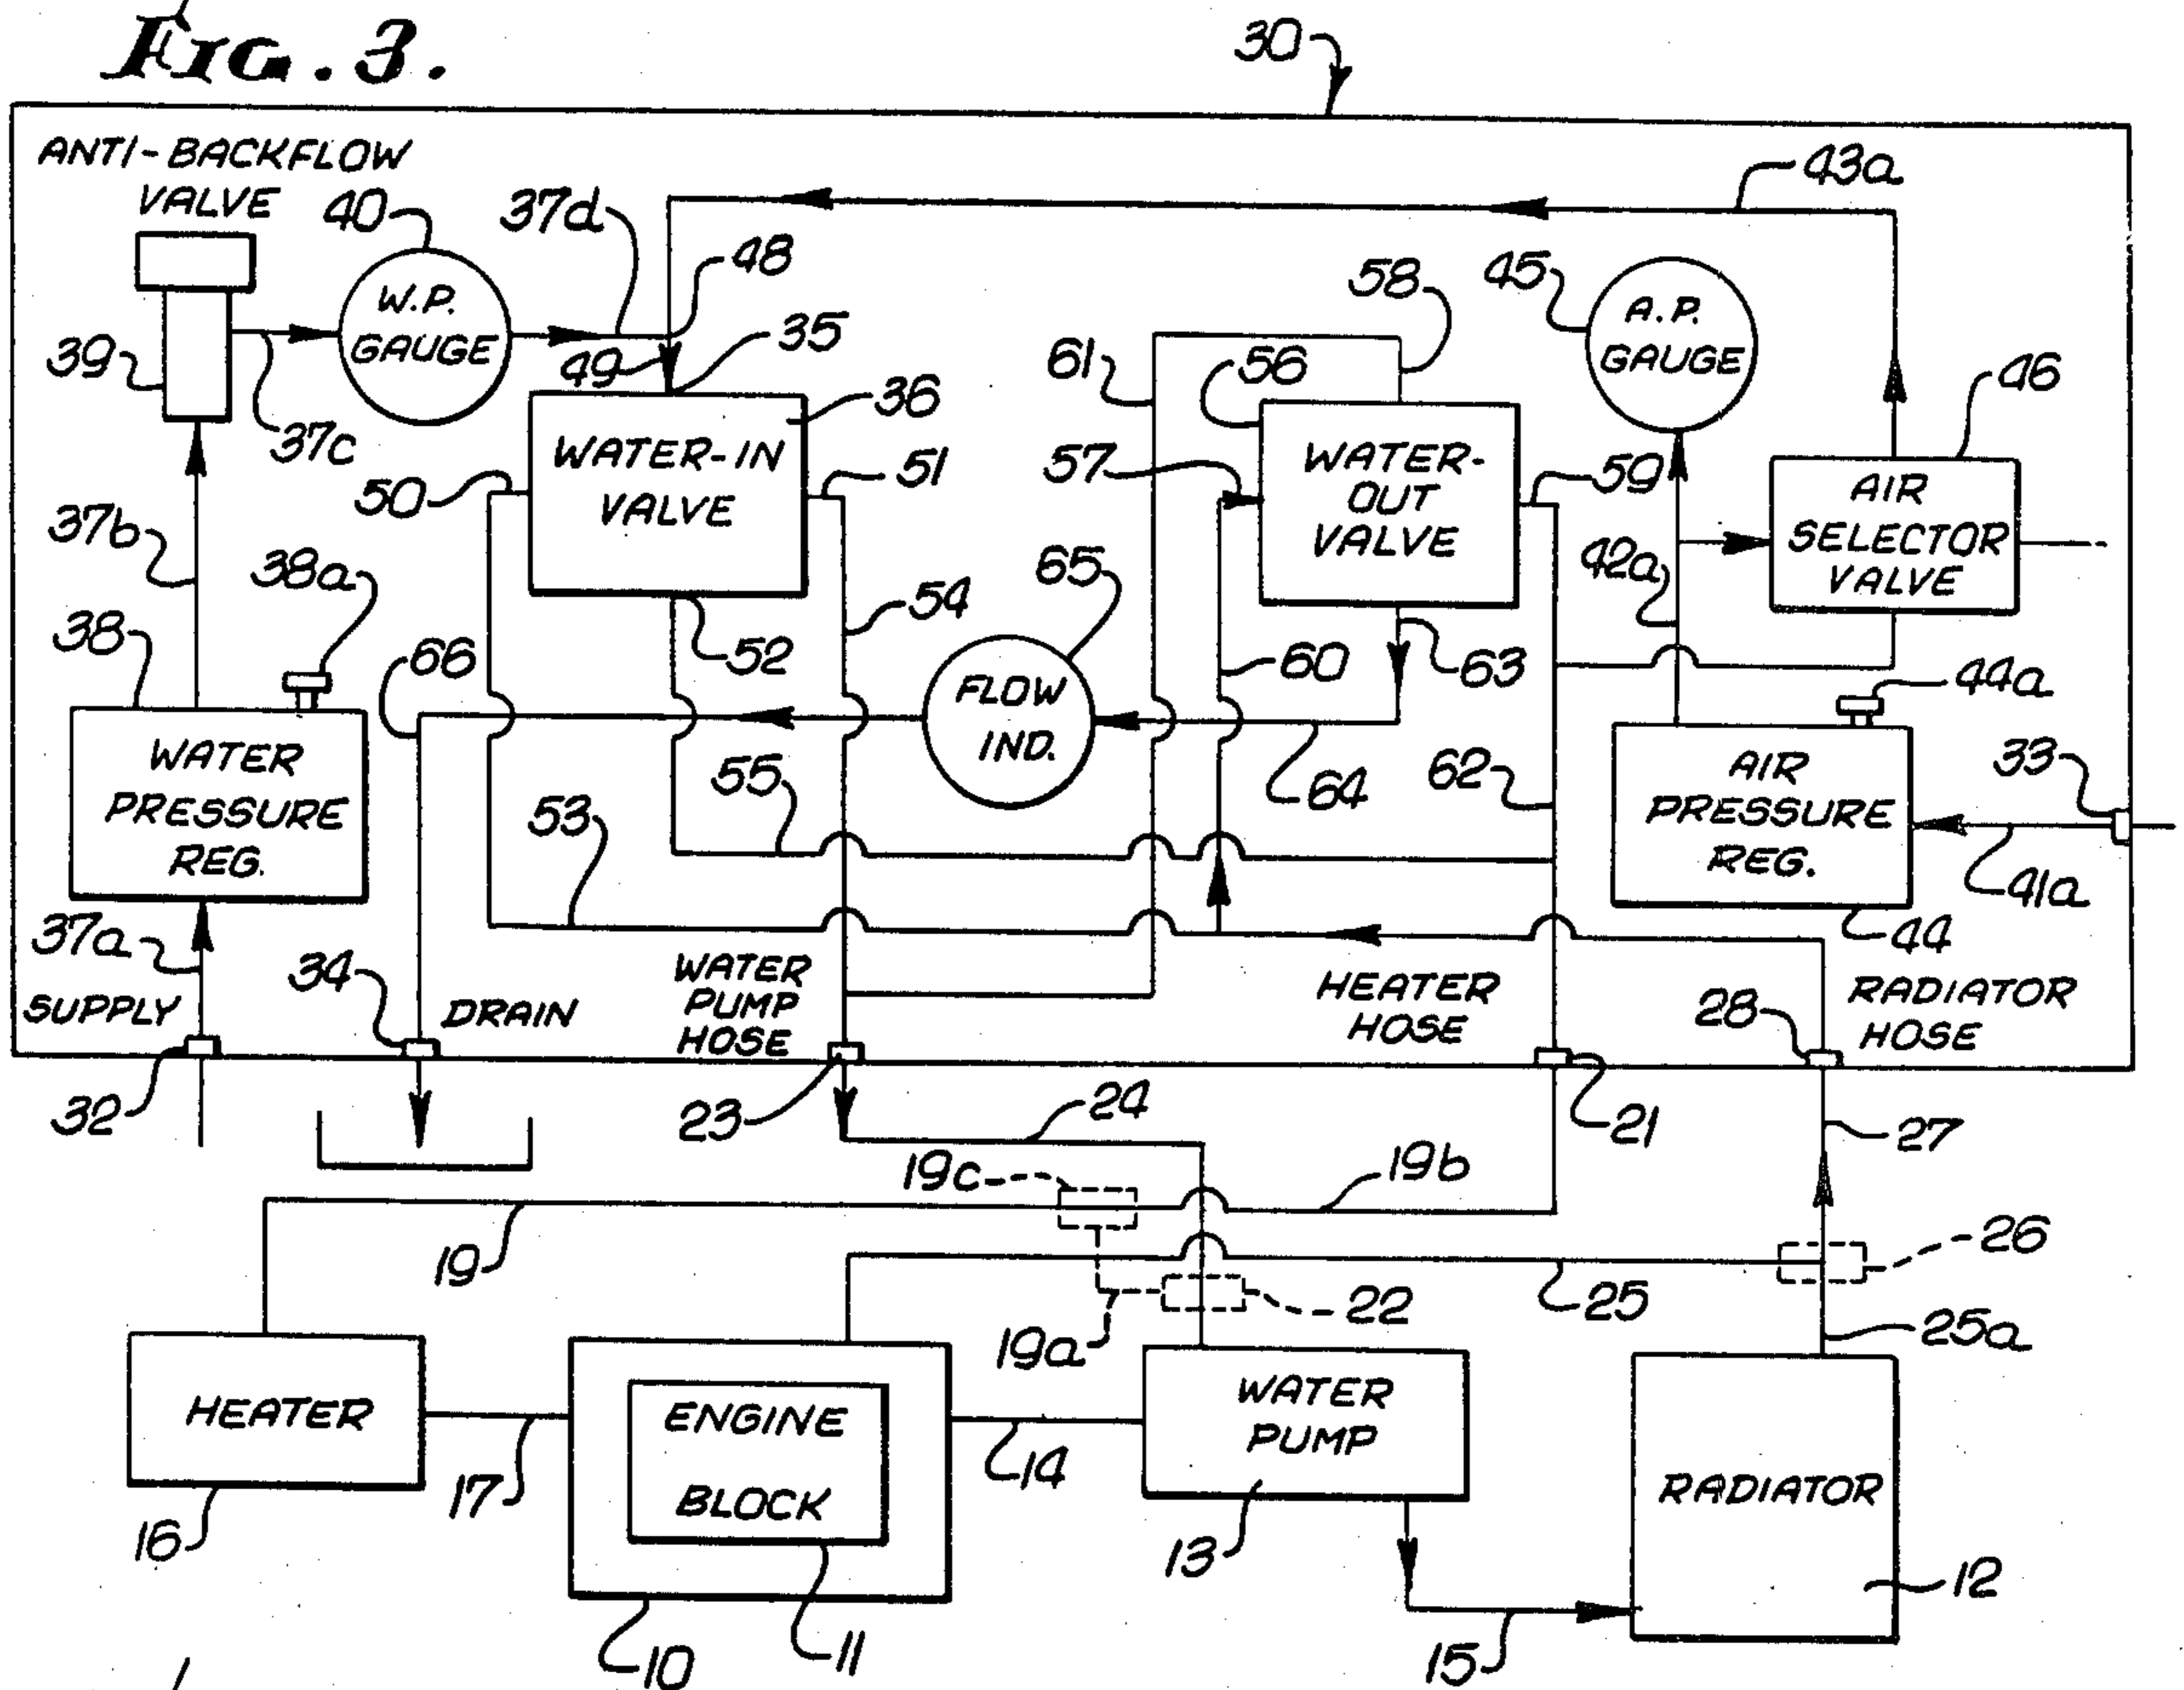 FIG. 3.
30
ANTI-BACKFLOW
VALVE
40
37d
48
43a
39
W.P.
GAUGE
37c
49
35
36
58
45
A.P.
GAUGE
61
56
46
WATER-IN
VALVE
50
51
57
WATER-
OUT
VALVE
59
AIR
SELECTOR
VALVE
37b
38a
38
65
54
42a
66
52
60
63
44a
FLOW
IND.
WATER
PRESSURE
REG.
55
53
64
62
AIR
PRESSURE
REG.
33
41a
44
37a
34
SUPPLY
DRAIN
WATER
PUMP
HOSE
HEATER
HOSE
28
RADIATOR
HOSE
32
23
24
21
27
19c
19b
19
26
22
25
19a
25a
HEATER
ENGINE
BLOCK
WATER
PUMP
RADIATOR
17
14
16
13
12
10
11
15